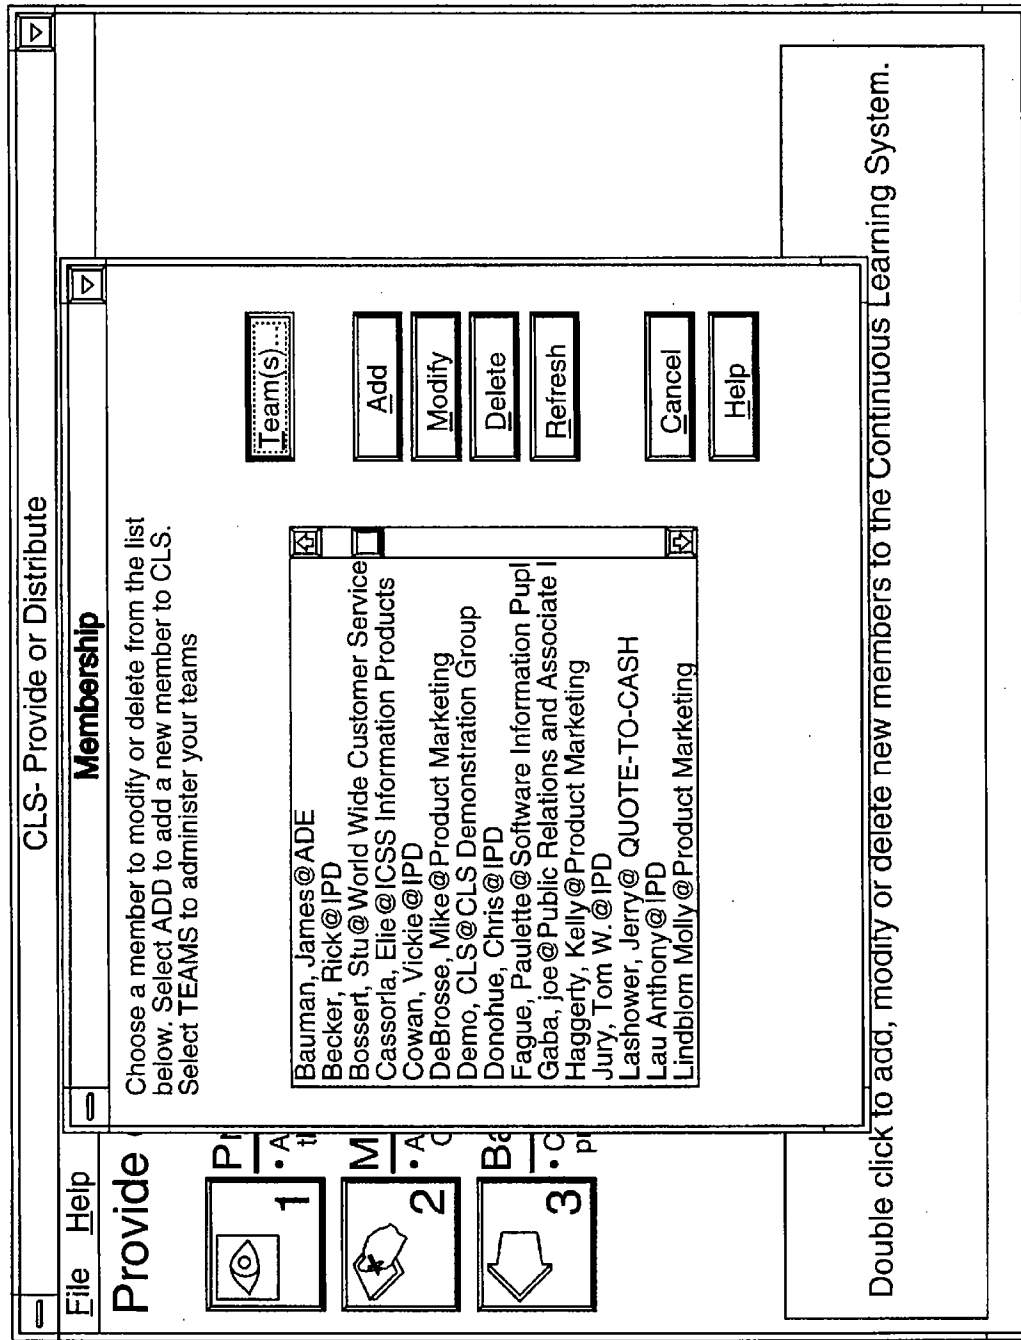 CLS- Provide or Distribute
File Help
Provide
Membership
Choose a member to modify or delete from the list
below. Select ADD to add a new member to CLS.
Select TEAMS to administer your teams
Team(s)...
Bauman, James@ADE
Becker, Rick@IPD
Bossert, Stu@World Wide Customer Service
Cassorla, Elie@ICSS Information Products
Cowan, Vickie@IPD
DeBrosse, Mike@Product Marketing
Demo, CLS@CLS Demonstration Group
Donohue, Chris@IPD
Fague, Paulette@Software Information Pupl
Gaba, joe@Public Relations and Associate I
Haggerty, Kelly@Product Marketing
Jury, Tom W.@IPD
Lashower, Jerry@ QUOTE-TO-CASH
Lau Anthony@IPD
Lindblom Molly@Product Marketing
Add
Modify
Delete
Refresh
Cancel
Help
1
2
3
Double click to add, modify or delete new members to the Continuous Learning System.